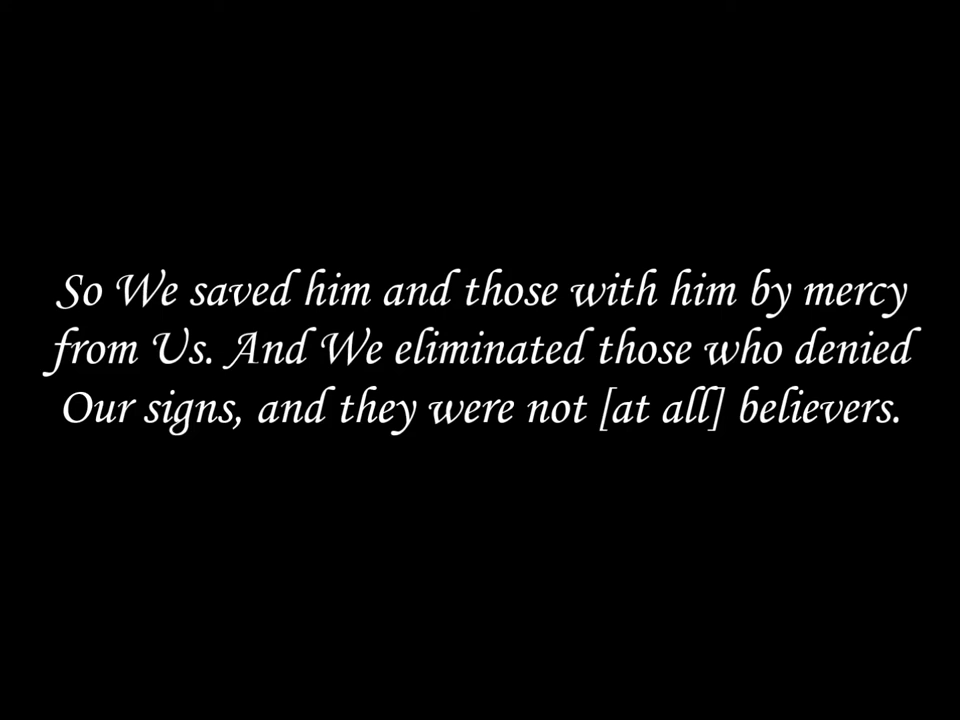 So We saved him and those with him by mercy
from Us. And We eliminated those who denied
Our signs, and they were not [at all] believers.